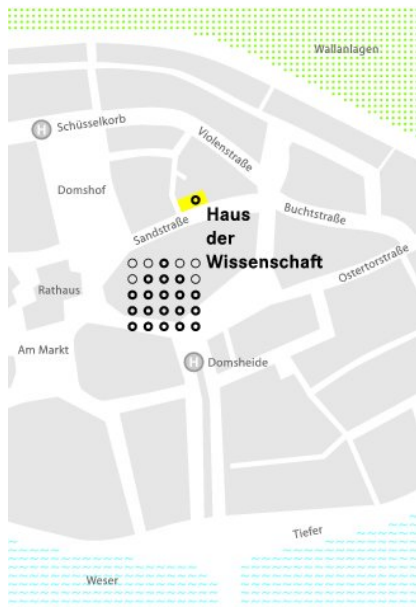 Wallanlagen
H Schüsselkorb
Violenstraße
Domshof
Haus
der
Wissenschaft
Buchtstraße
Sandstraße
Ostertorstraße
Rathaus
Am Markt
H Domsheide
Tiefer
Weser